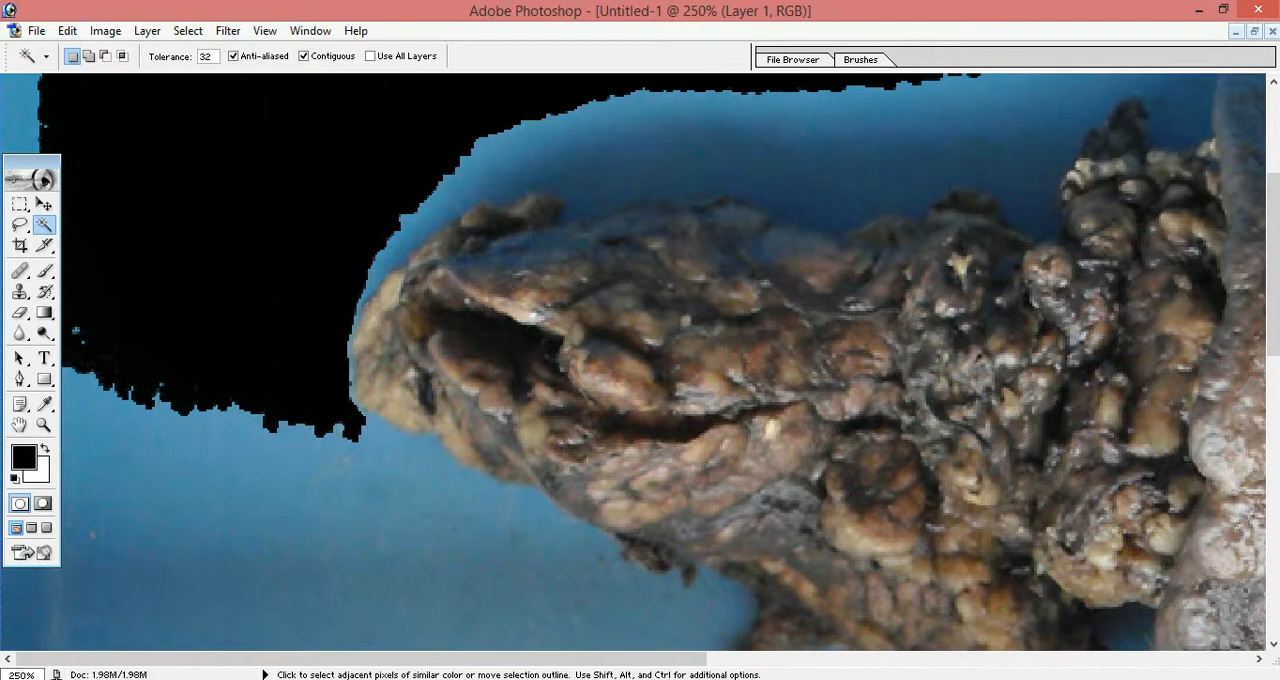 Adobe Photoshop - [Untitled-1 @ 250% (Layer 1, RGB)]
File Edit Image Layer Select Filter View Window Help
Tolerance: 32 Anti-aliased Contiguous Use All Layers File Browser Brushes
T
250% Doc: 1.98M/1.98M Click to select adjacent pixels of similar color or move selection outline. Use Shift, Alt, and Ctrl for additional options.